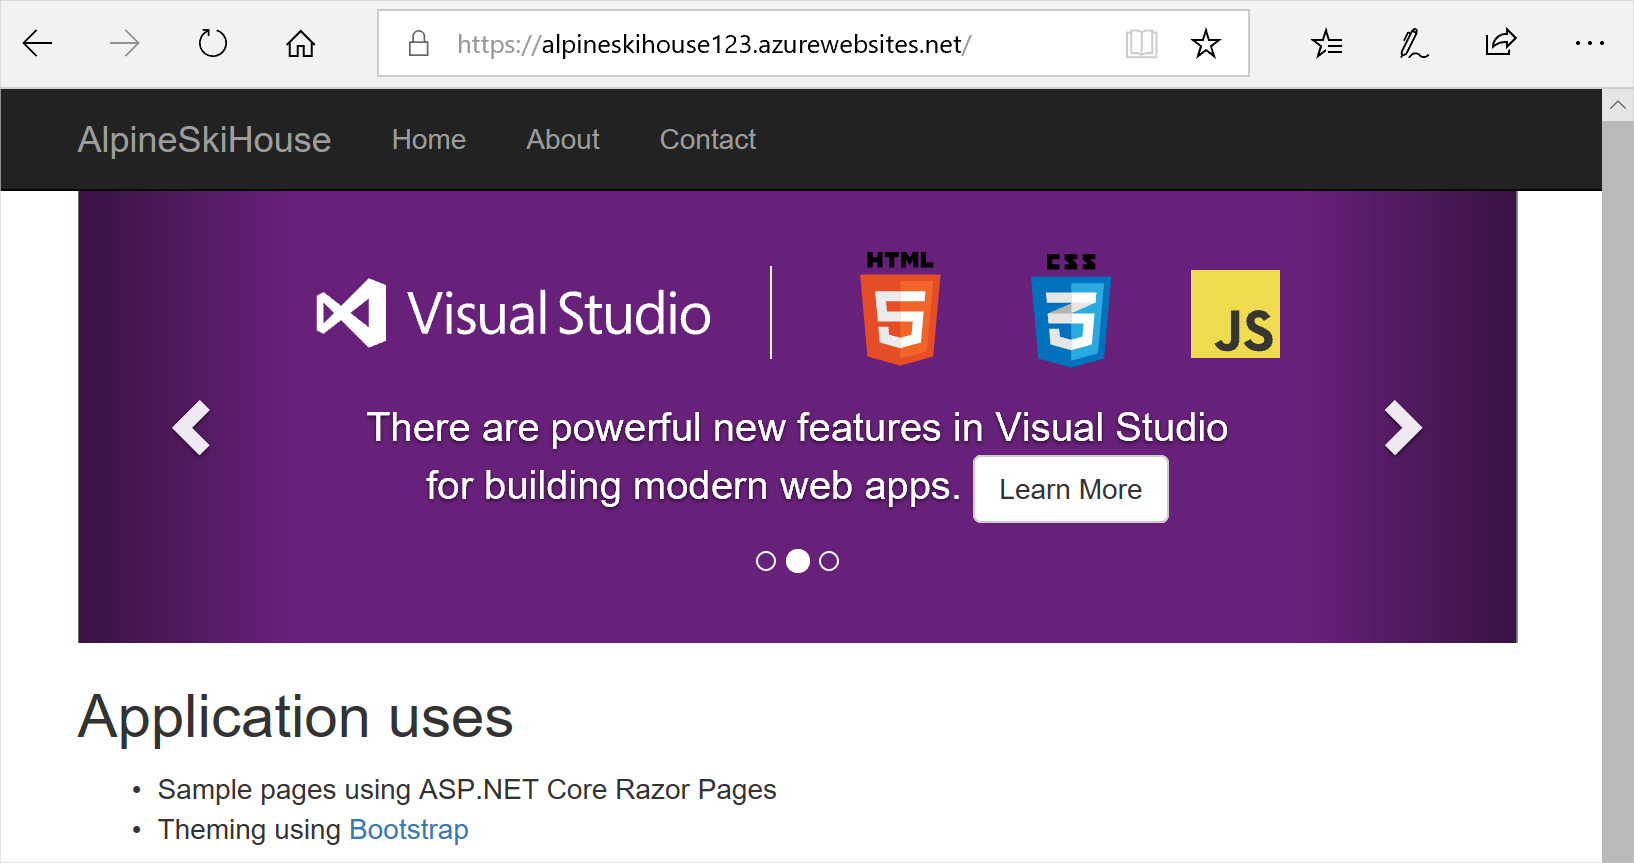 https://alpineskihouse123.azurewebsites.net/
AlpineSkiHouse Home About Contact
Visual Studio HTML 5 CSS 3 JS
There are powerful new features in Visual Studio
for building modern web apps. Learn More
Application uses
• Sample pages using ASP.NET Core Razor Pages
• Theming using Bootstrap